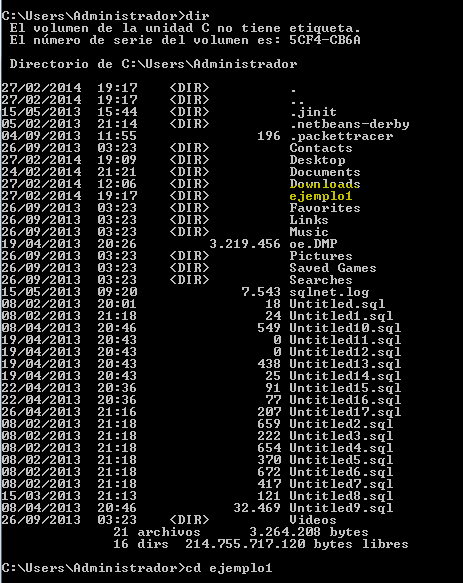 C:\Users\Administrador>dir
 El volumen de la unidad C no tiene etiqueta.
 El número de serie del volumen es: 5CF4-CB6A
 Directorio de C:\Users\Administrador
27/02/2014  19:17    <DIR>          .
27/02/2014  19:17    <DIR>          ..
15/05/2013  15:44    <DIR>          .jinit
05/02/2013  21:14    <DIR>          .netbeans-derby
04/09/2013  11:55               196 .packettracer
26/09/2013  03:23    <DIR>          Contacts
27/02/2014  19:09    <DIR>          Desktop
24/02/2014  21:21    <DIR>          Documents
27/02/2014  12:06    <DIR>          Downloads
27/02/2014  19:17    <DIR>          ejemplo1
26/09/2013  03:23    <DIR>          Favorites
26/09/2013  03:23    <DIR>          Links
26/09/2013  03:23    <DIR>          Music
19/04/2013  20:26         3.219.456 oe.DMP
26/09/2013  03:23    <DIR>          Pictures
26/09/2013  03:23    <DIR>          Saved Games
26/09/2013  03:23    <DIR>          Searches
15/05/2013  09:20             7.543 sqlnet.log
08/02/2013  20:01                18 Untitled.sql
08/02/2013  21:18                24 Untitled1.sql
08/04/2013  20:46               549 Untitled10.sql
19/04/2013  20:43                 0 Untitled11.sql
19/04/2013  20:43                 0 Untitled12.sql
19/04/2013  20:43               438 Untitled13.sql
19/04/2013  20:43                25 Untitled14.sql
22/04/2013  20:36                91 Untitled15.sql
22/04/2013  20:36                77 Untitled16.sql
26/04/2013  21:16               207 Untitled17.sql
08/02/2013  21:18               659 Untitled2.sql
08/02/2013  21:18               222 Untitled3.sql
08/02/2013  21:18               654 Untitled4.sql
08/02/2013  21:18               370 Untitled5.sql
08/02/2013  21:18               672 Untitled6.sql
08/02/2013  21:18               417 Untitled7.sql
15/03/2013  21:13               121 Untitled8.sql
08/04/2013  20:46            32.469 Untitled9.sql
26/09/2013  03:23    <DIR>          Videos
              21 archivos      3.264.208 bytes
              16 dirs  214.755.717.120 bytes libres
C:\Users\Administrador>cd ejemplo1